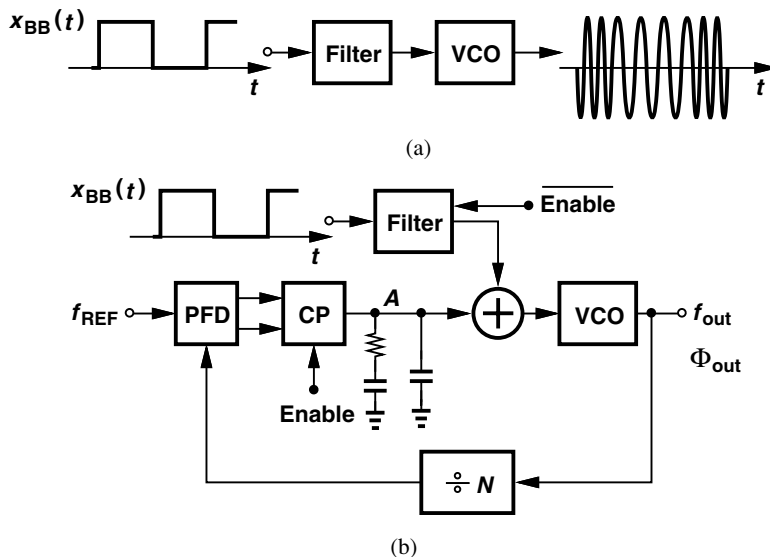 x_BB(t)
t
Filter
VCO
t
(a)
x_BB(t)
t
Filter
Enable
f_REF
PFD
CP
A
+
VCO
f_out
Φ_out
Enable
÷ N
(b)